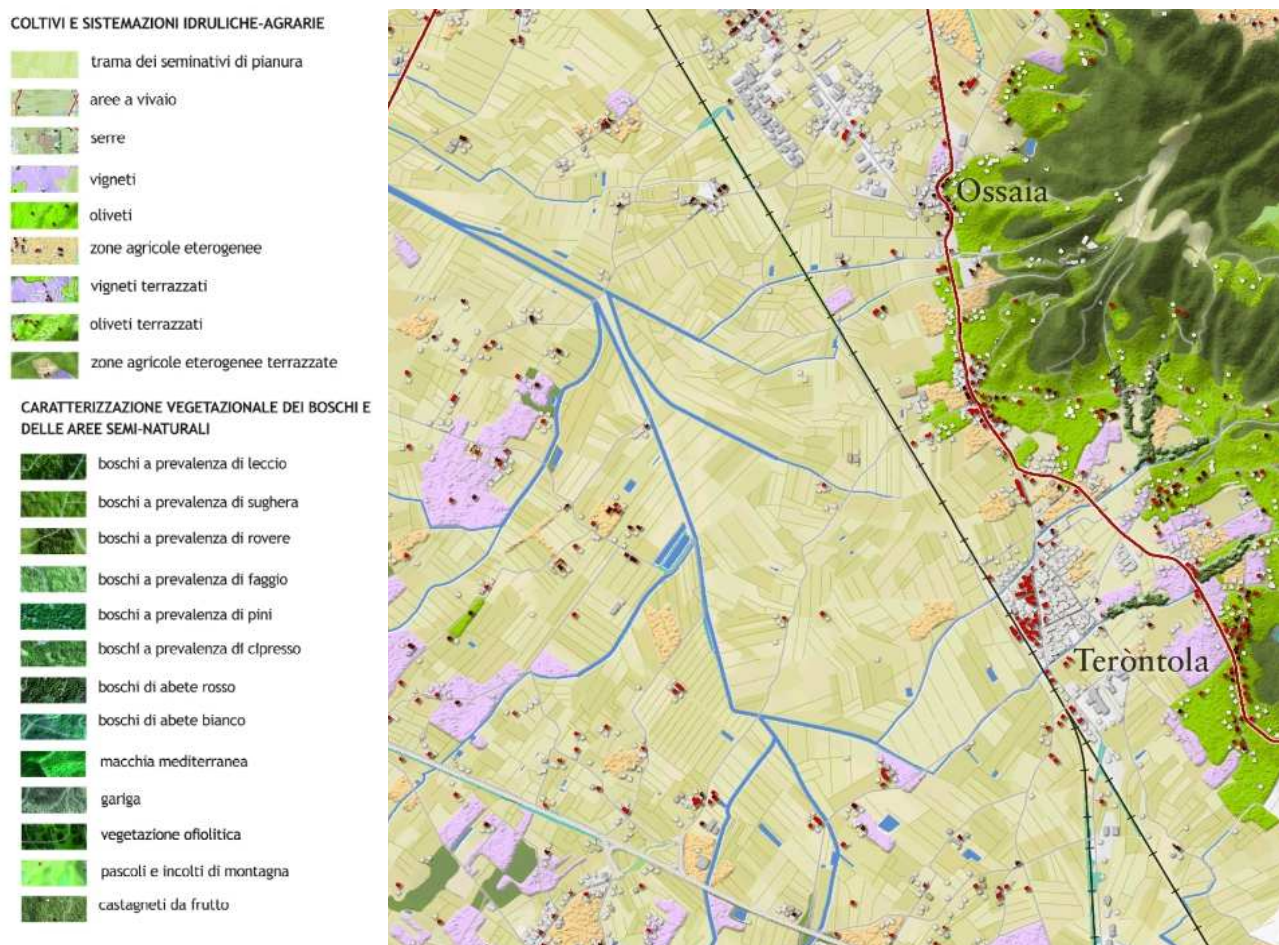 COLTIVI E SISTEMAZIONI IDRULICHE-AGRARIE
trama dei seminativi di pianura
aree a vivaio
serre
vigneti
oliveti
zone agricole eterogenee
vigneti terrazzati
oliveti terrazzati
zone agricole eterogenee terrazzate
CARATTERIZZAZIONE VEGETAZIONALE DEI BOSCHI E
DELLE AREE SEMI-NATURALI
boschi a prevalenza di leccio
boschi a prevalenza di sughera
boschi a prevalenza di rovere
boschi a prevalenza di faggio
boschi a prevalenza di pini
boschi a prevalenza di cipresso
boschi di abete rosso
boschi di abete bianco
macchia mediterranea
gariga
vegetazione ofiolitica
pascoli e incolti di montagna
castagneti da frutto
Ossaia
Teròntola